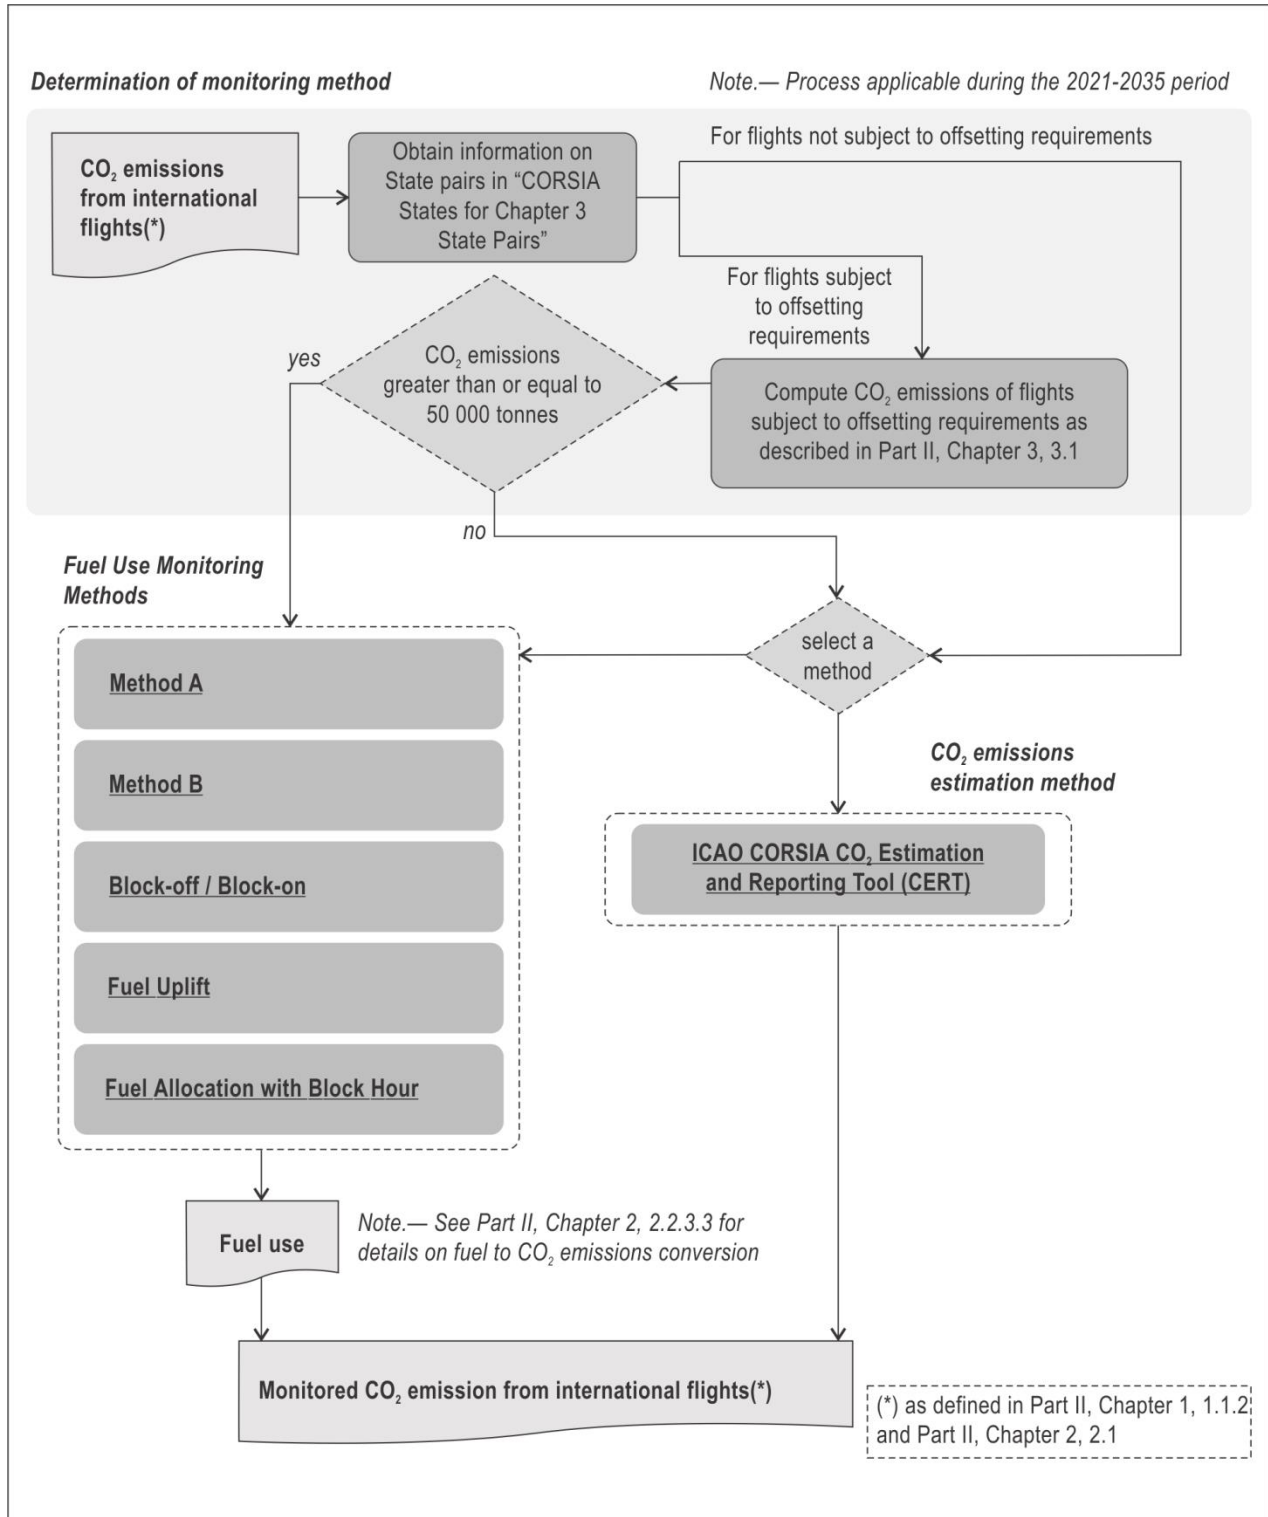 Determination of monitoring method
Note.— Process applicable during the 2021-2035 period
For flights not subject to offsetting requirements
CO₂ emissions
from international
flights(*)
Obtain information on
State pairs in “CORSIA
States for Chapter 3
State Pairs”
For flights subject
to offsetting
requirements
yes
CO₂ emissions
greater than or equal to
50 000 tonnes
Compute CO₂ emissions of flights
subject to offsetting requirements as
described in Part II, Chapter 3, 3.1
no
Fuel Use Monitoring
Methods
select a
method
Method A
Method B
Block-off / Block-on
Fuel Uplift
Fuel Allocation with Block Hour
CO₂ emissions
estimation method
ICAO CORSIA CO₂ Estimation
and Reporting Tool (CERT)
Fuel use
Note.— See Part II, Chapter 2, 2.2.3.3 for
details on fuel to CO₂ emissions conversion
Monitored CO₂ emission from international flights(*)
(*) as defined in Part II, Chapter 1, 1.1.2
and Part II, Chapter 2, 2.1